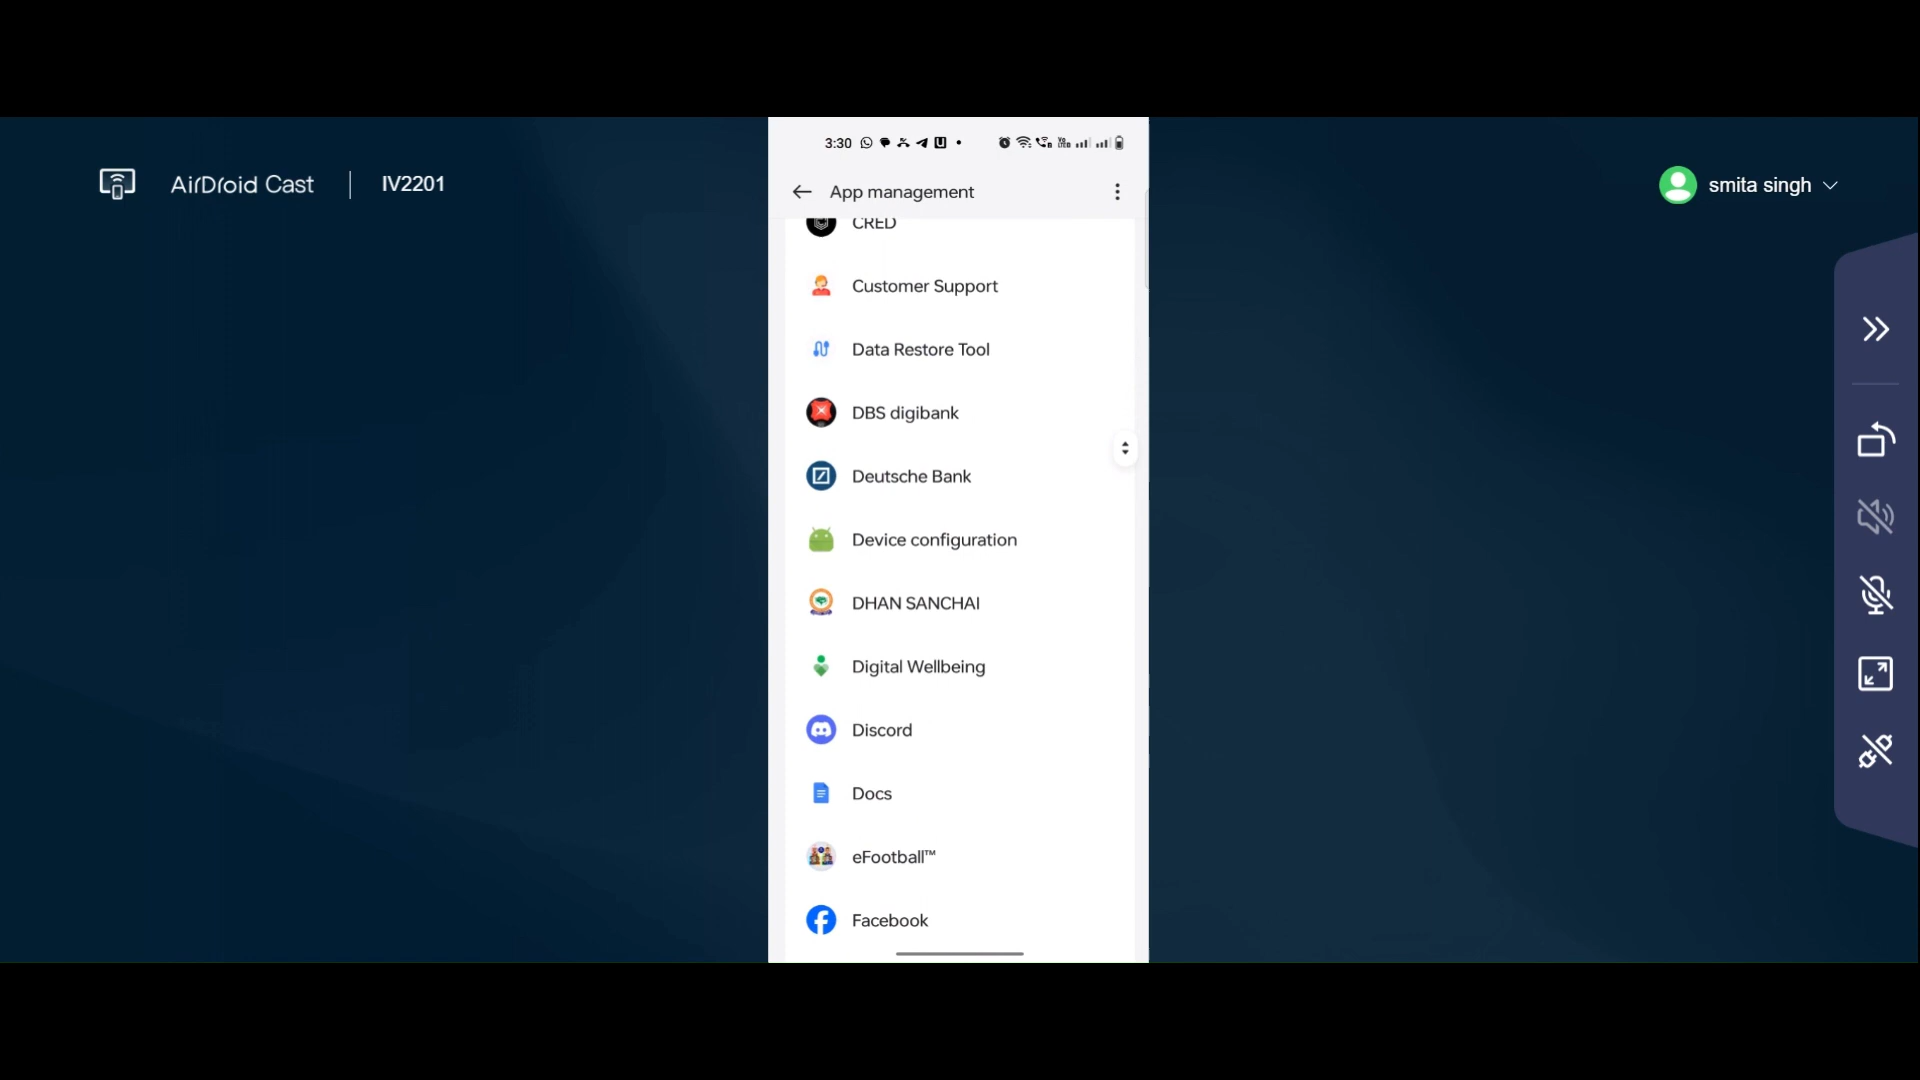 3:30
AirDroid Cast | IV2201
smita singh
App management
CRED
Customer Support
Data Restore Tool
DBS digibank
Deutsche Bank
Device configuration
DHAN SANCHAI
Digital Wellbeing
Discord
Docs
eFootball™
Facebook